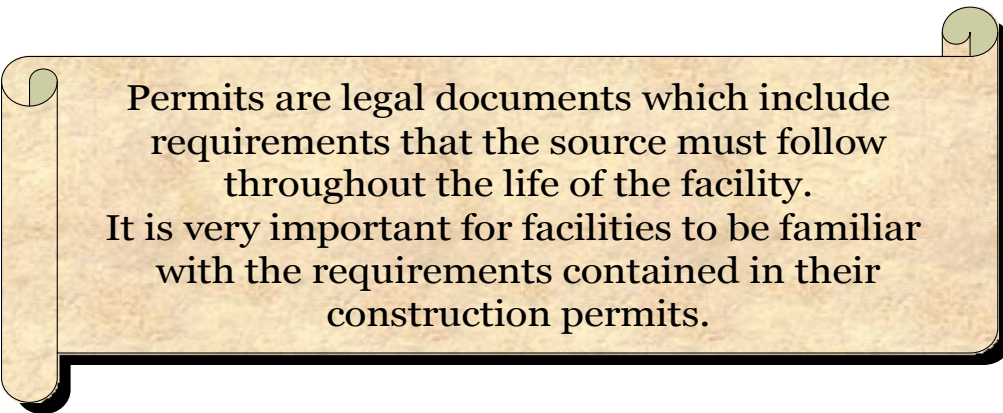 Permits are legal documents which include
requirements that the source must follow
throughout the life of the facility.
It is very important for facilities to be familiar
with the requirements contained in their
construction permits.